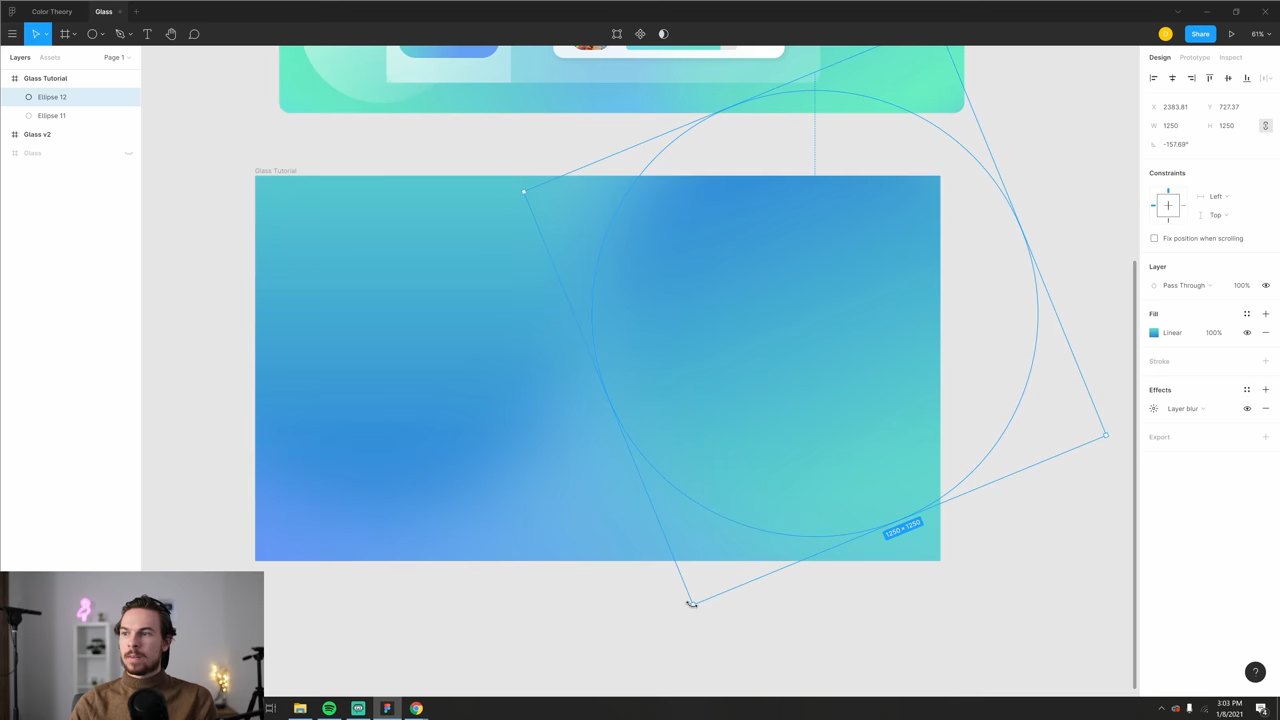 Color Theory
Glass
Share
61%
Layers
Assets
Page 1
Design
Prototype
Inspect
Glass Tutorial
Ellipse 12
Ellipse 11
Glass v2
Glass
X 2383.81 Y 727.37
W 1250 H 1250
-157.69°
Constraints
Left
Top
Fix position when scrolling
Layer
Pass Through 100%
Fill
Linear 100%
Stroke
Effects
Layer blur
Export
Glass Tutorial
1250 × 1250
?
3:03 PM
1/8/2021
4